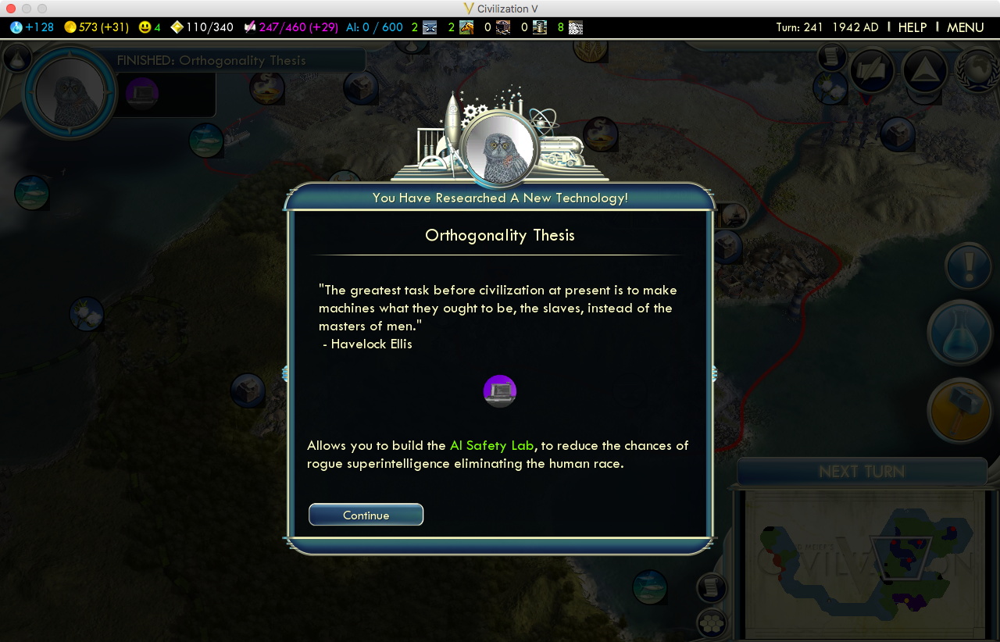 Civilization V
+128 573 (+31) 4 110/340 247/460 (+29) AI: 0 / 600 2 2 0 0 8 Turn: 241 1942 AD HELP MENU
FINISHED: Orthogonality Thesis
You Have Researched A New Technology!
Orthogonality Thesis
"The greatest task before civilization at present is to make
machines what they ought to be, the slaves, instead of the
masters of men."
- Havelock Ellis
Allows you to build the AI Safety Lab, to reduce the chances of
rogue superintelligence eliminating the human race.
Continue
NEXT TURN
CIVILIZATION